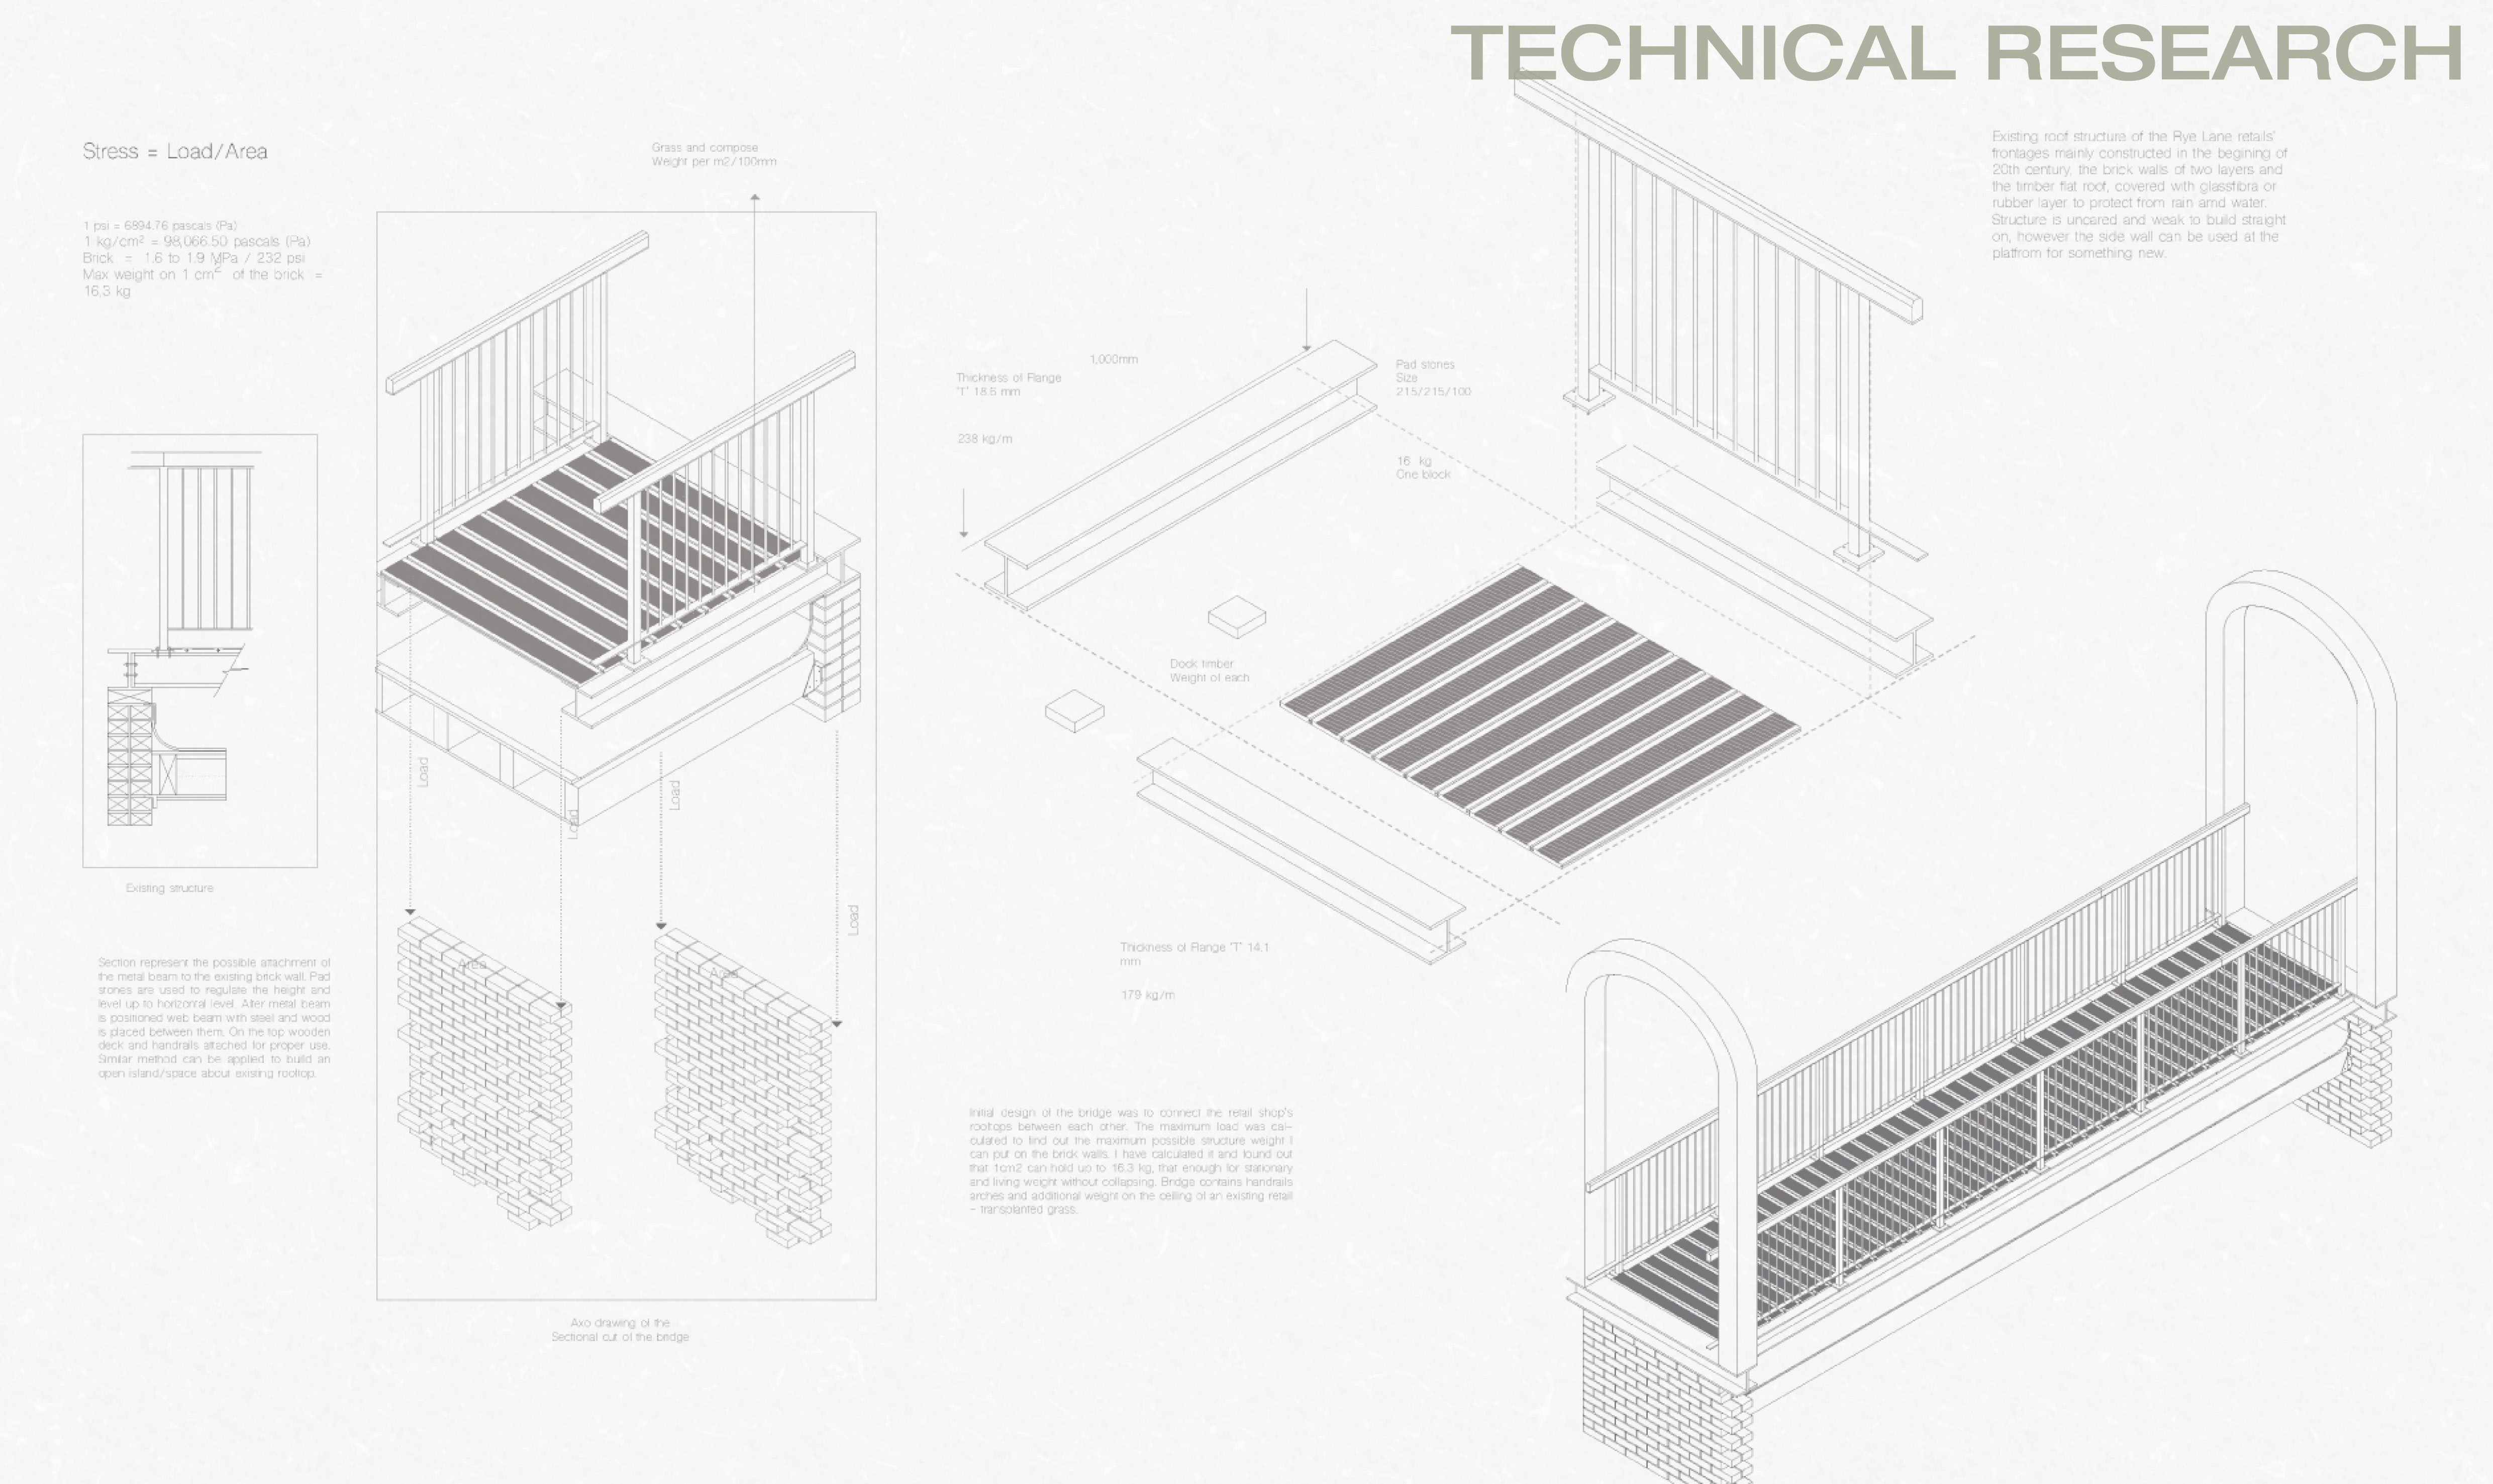 TECHNICAL RESEARCH
Stress = Load/Area
1 psi = 6894.76 pascals (Pa)
1 kg/cm² = 98,066.50 pascals (Pa)
Brick = 1.6 to 1.9 MPa / 232 psi
Max weight on 1 cm² of the brick =
16,3 kg
Existing structure
Section represent the possible attachment of
the metal beam to the existing brick wall. Pad
stones are used to regulate the height and
level up to horizontal level. After metal beam
is positioned web beam with steel and wood
is placed between them. On the top wooden
deck and handrails attached for proper use.
Similar method can be applied to build an
open island/space about existing rooftop.
Grass and compose
Weight per m2/100mm
Load
Load
Load
Load
Area
Area
Axo drawing of the
Sectional cut of the bridge
Thickness of Flange
"T" 18.6 mm
238 kg/m
1,000mm
Pad stones
Size
215/215/100
16 kg
One block
Dock timber
Weight of each
Thickness of Flange "T" 14.1
mm
179 kg/m
Initial design of the bridge was to connect the retail shop's
rooftops between each other. The maximum load was cal-
culated to find out the maximum possible structure weight I
can put on the brick walls. I have calculated it and found out
that 1cm2 can hold up to 16.3 kg, that enough for stationary
and living weight without collapsing. Bridge contains handrails
arches and additional weight on the ceiling of an existing retail
– transplanted grass.
Existing roof structure of the Rye Lane retails'
frontages mainly constructed in the begining of
20th century, the brick walls of two layers and
the timber flat roof, covered with glassfibra or
rubber layer to protect from rain arnd water.
Structure is uncared and weak to build straight
on, however the side wall can be used at the
platfrom for something new.